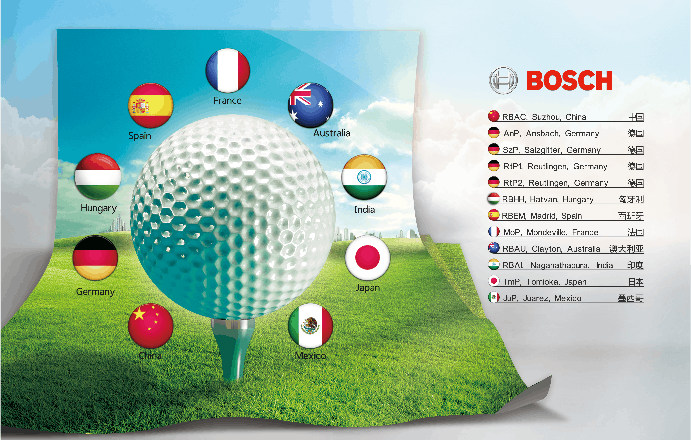 France
Spain
Australia
Hungary
India
Germany
Japan
China
Mexico
BOSCH
RBAC, Suzhou, China 中国
AnP, Ansbach, Germany 德国
SzP, Salzgitter, Germany 德国
RtP1, Reutlingen, Germany 德国
RtP2, Reutlingen, Germany 德国
RBHH, Hatvan, Hungary 匈牙利
RBEM, Madrid, Spain 西班牙
MoP, Mondeville, France 法国
RBAU, Clayton, Australia 澳大利亚
RBAI, Naganathapura, India 印度
TmP, Tomioka, Japan 日本
JuP, Juarez, Mexico 墨西哥